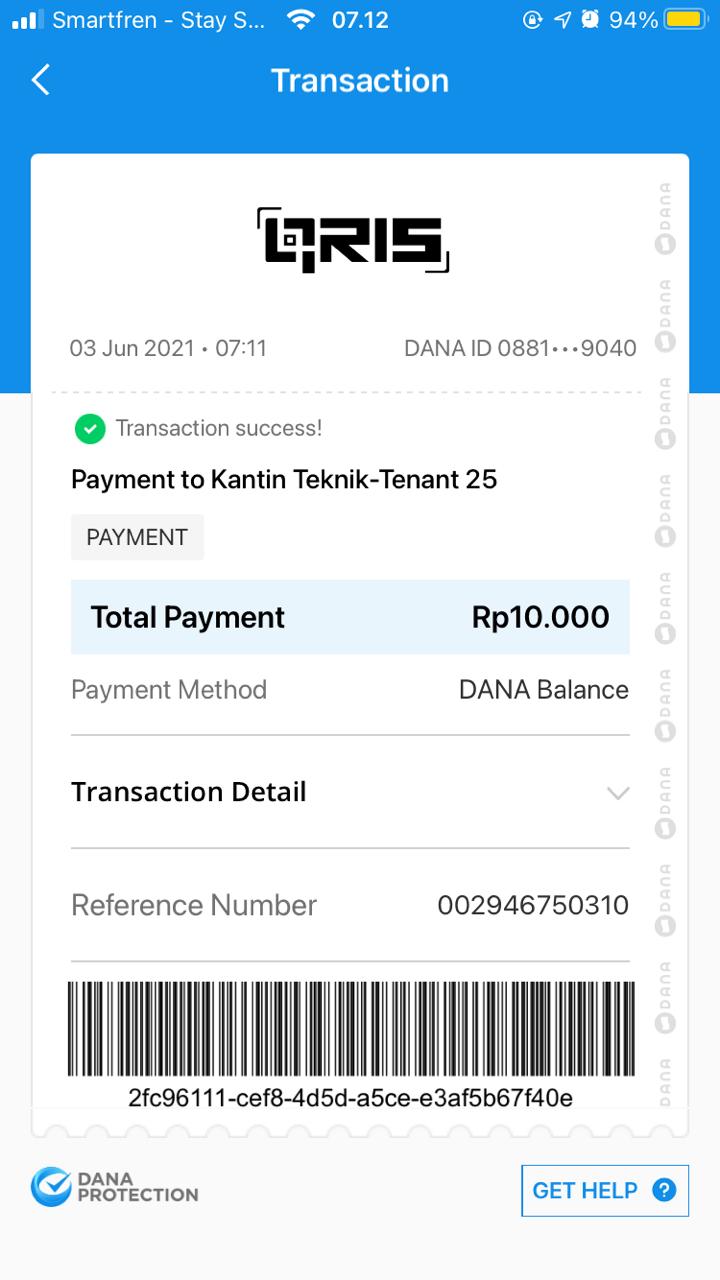 Smartfren - Stay S... 07.12 94%
Transaction
QRIS
03 Jun 2021 • 07:11 DANA ID 0881•••9040
Transaction success!
Payment to Kantin Teknik-Tenant 25
PAYMENT
Total Payment Rp10.000
Payment Method DANA Balance
Transaction Detail
Reference Number 002946750310
2fc96111-cef8-4d5d-a5ce-e3af5b67f40e
DANA
DANA
DANA
DANA
DANA
DANA
DANA
DANA
DANA
DANA
DANA
PROTECTION
GET HELP ?